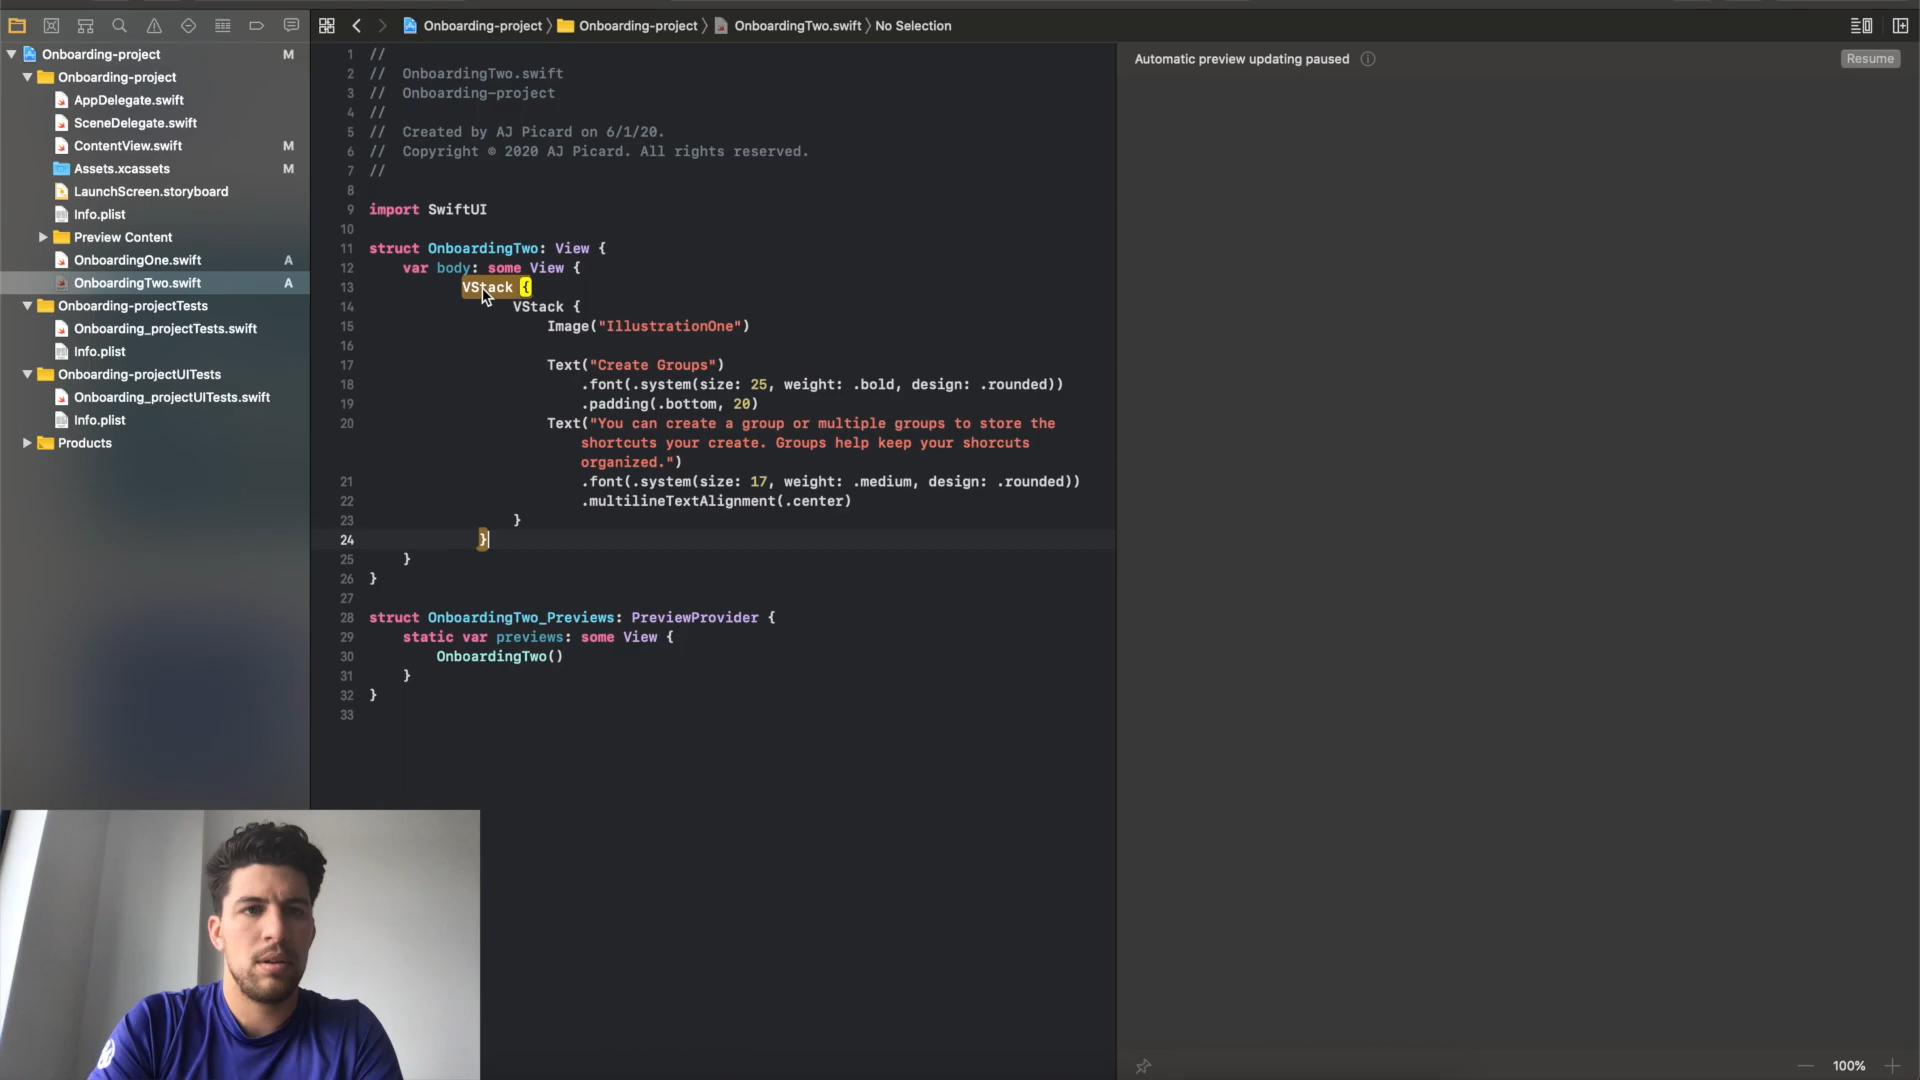 Onboarding-project M
Onboarding-project
AppDelegate.swift
SceneDelegate.swift
ContentView.swift M
Assets.xcassets M
LaunchScreen.storyboard
Info.plist
Preview Content
OnboardingOne.swift A
OnboardingTwo.swift A
Onboarding-projectTests
Onboarding_projectTests.swift
Info.plist
Onboarding-projectUITests
Onboarding_projectUITests.swift
Info.plist
Products
Onboarding-project Onboarding-project OnboardingTwo.swift No Selection
1 //
2 //  OnboardingTwo.swift
3 //  Onboarding-project
4 //
5 //  Created by AJ Picard on 6/1/20.
6 //  Copyright © 2020 AJ Picard. All rights reserved.
7 //
8
9 import SwiftUI
10
11 struct OnboardingTwo: View {
12     var body: some View {
13            VStack {
14                  VStack {
15                      Image("IllustrationOne")
16
17                      Text("Create Groups")
18                          .font(.system(size: 25, weight: .bold, design: .rounded))
19                          .padding(.bottom, 20)
20                      Text("You can create a group or multiple groups to store the
shortcuts your create. Groups help keep your shorcuts
organized.")
21                          .font(.system(size: 17, weight: .medium, design: .rounded))
22                          .multilineTextAlignment(.center)
23                  }
24              }
25     }
26 }
27
28 struct OnboardingTwo_Previews: PreviewProvider {
29     static var previews: some View {
30         OnboardingTwo()
31     }
32 }
33
Automatic preview updating paused
Resume
100%